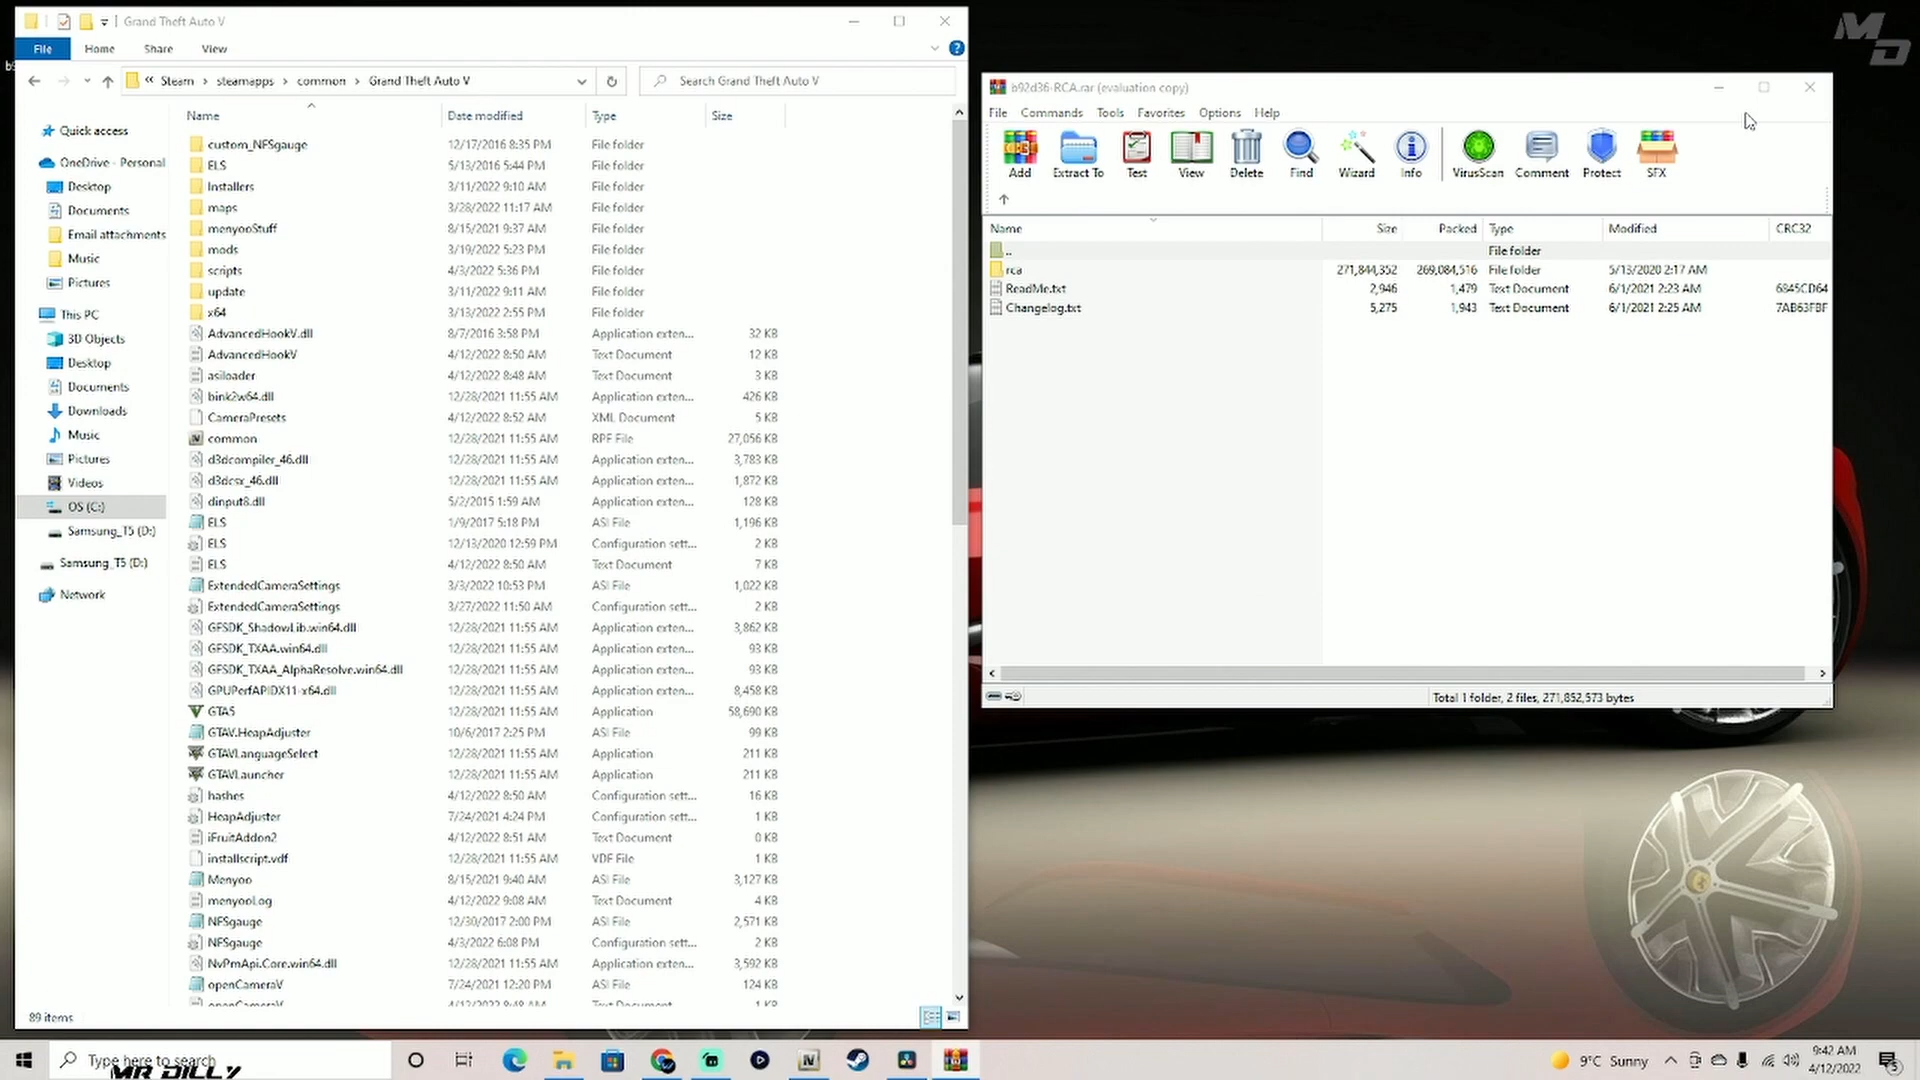 Grand Theft Auto V
File Home Share View
« Steam › steamapps › common › Grand Theft Auto V
Search Grand Theft Auto V
Quick access
OneDrive - Personal
Desktop
Documents
Email attachments
Music
Pictures
This PC
3D Objects
Desktop
Documents
Downloads
Music
Pictures
Videos
OS (C:)
Samsung_T5 (D:)
Samsung_T5 (D:)
Network
Name Date modified Type Size
custom_NFSgauge 12/17/2016 8:35 PM File folder
ELS 5/13/2016 5:44 PM File folder
Installers 3/11/2022 9:10 AM File folder
maps 3/28/2022 11:17 AM File folder
menyooStuff 8/15/2021 9:37 AM File folder
mods 3/19/2022 5:23 PM File folder
scripts 4/3/2022 5:36 PM File folder
update 3/11/2022 9:11 AM File folder
x64 3/13/2022 2:55 PM File folder
AdvancedHookV.dll 8/7/2016 3:58 PM Application exten... 32 KB
AdvancedHookV 4/12/2022 8:50 AM Text Document 12 KB
asiloader 4/12/2022 8:48 AM Text Document 3 KB
bink2w64.dll 12/28/2021 11:55 AM Application exten... 426 KB
CameraPresets 4/12/2022 8:52 AM XML Document 5 KB
common 12/28/2021 11:55 AM RPF File 27,056 KB
d3dcompiler_46.dll 12/28/2021 11:55 AM Application exten... 3,783 KB
d3dcsx_46.dll 12/28/2021 11:55 AM Application exten... 1,872 KB
dinput8.dll 5/2/2015 1:59 AM Application exten... 128 KB
ELS 1/9/2017 5:18 PM ASI File 1,196 KB
ELS 12/13/2020 12:59 PM Configuration sett... 2 KB
ELS 4/12/2022 8:50 AM Text Document 7 KB
ExtendedCameraSettings 3/3/2022 10:53 PM ASI File 1,022 KB
ExtendedCameraSettings 3/27/2022 11:50 AM Configuration sett... 2 KB
GFSDK_ShadowLib.win64.dll 12/28/2021 11:55 AM Application exten... 3,862 KB
GFSDK_TXAA.win64.dll 12/28/2021 11:55 AM Application exten... 93 KB
GFSDK_TXAA_AlphaResolve.win64.dll 12/28/2021 11:55 AM Application exten... 93 KB
GPUPerfAPIDX11-x64.dll 12/28/2021 11:55 AM Application exten... 8,458 KB
GTA5 12/28/2021 11:55 AM Application 58,690 KB
GTAV.HeapAdjuster 10/6/2017 2:25 PM ASI File 99 KB
GTAVLanguageSelect 12/28/2021 11:55 AM Application 211 KB
GTAVLauncher 12/28/2021 11:55 AM Application 211 KB
hashes 4/12/2022 8:50 AM Configuration sett... 16 KB
HeapAdjuster 7/24/2021 4:24 PM Configuration sett... 1 KB
iFruitAddon2 4/12/2022 8:51 AM Text Document 0 KB
installscript.vdf 12/28/2021 11:55 AM VDF File 1 KB
Menyoo 8/15/2021 9:40 AM ASI File 3,127 KB
menyooLog 4/12/2022 9:08 AM Text Document 4 KB
NFSgauge 12/30/2017 2:00 PM ASI File 2,571 KB
NFSgauge 4/3/2022 6:08 PM Configuration sett... 2 KB
NvPmApi.Core.win64.dll 12/28/2021 11:55 AM Application exten... 3,592 KB
openCameraV 7/24/2021 12:20 PM ASI File 124 KB
openCameraV 4/12/2022 8:48 AM Text Document 1 KB
89 items
MD
b92d36-RCA.rar (evaluation copy)
File Commands Tools Favorites Options Help
Add Extract To Test View Delete Find Wizard Info VirusScan Comment Protect SFX
Name Size Packed Type Modified CRC32
.. File folder
rca 271,844,352 269,084,516 File folder 5/13/2020 2:17 AM
ReadMe.txt 2,946 1,479 Text Document 6/1/2021 2:23 AM 6845CD64
Changelog.txt 5,275 1,943 Text Document 6/1/2021 2:25 AM 7AB63FBF
Total 1 folder, 2 files, 271,852,573 bytes
Type here to search
MR DILLY
9°C Sunny
9:42 AM
4/12/2022